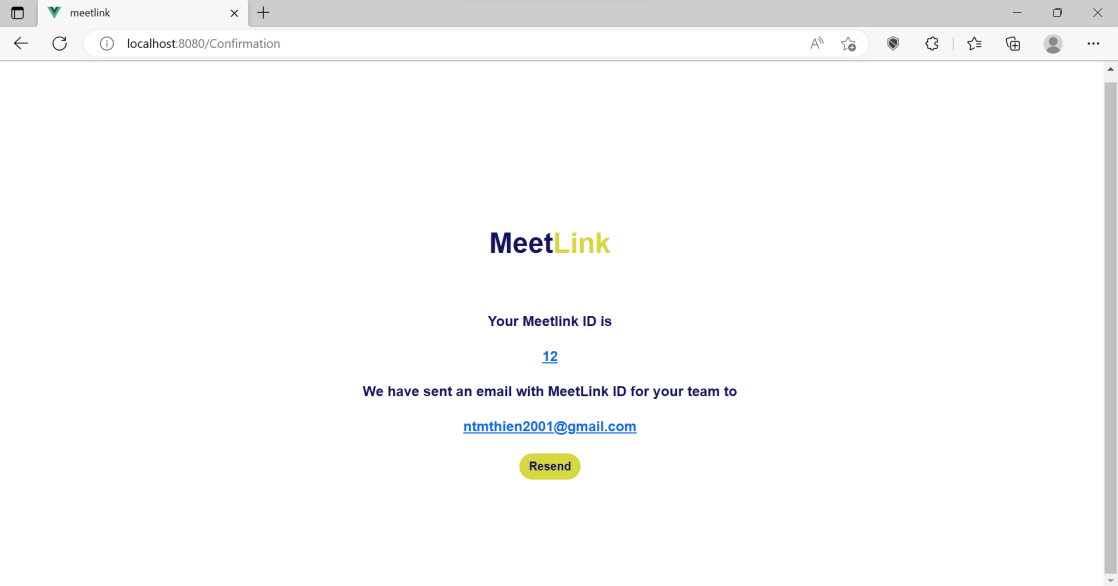 meetlink
localhost:8080/Confirmation
MeetLink
Your Meetlink ID is
12
We have sent an email with MeetLink ID for your team to
ntmthien2001@gmail.com
Resend